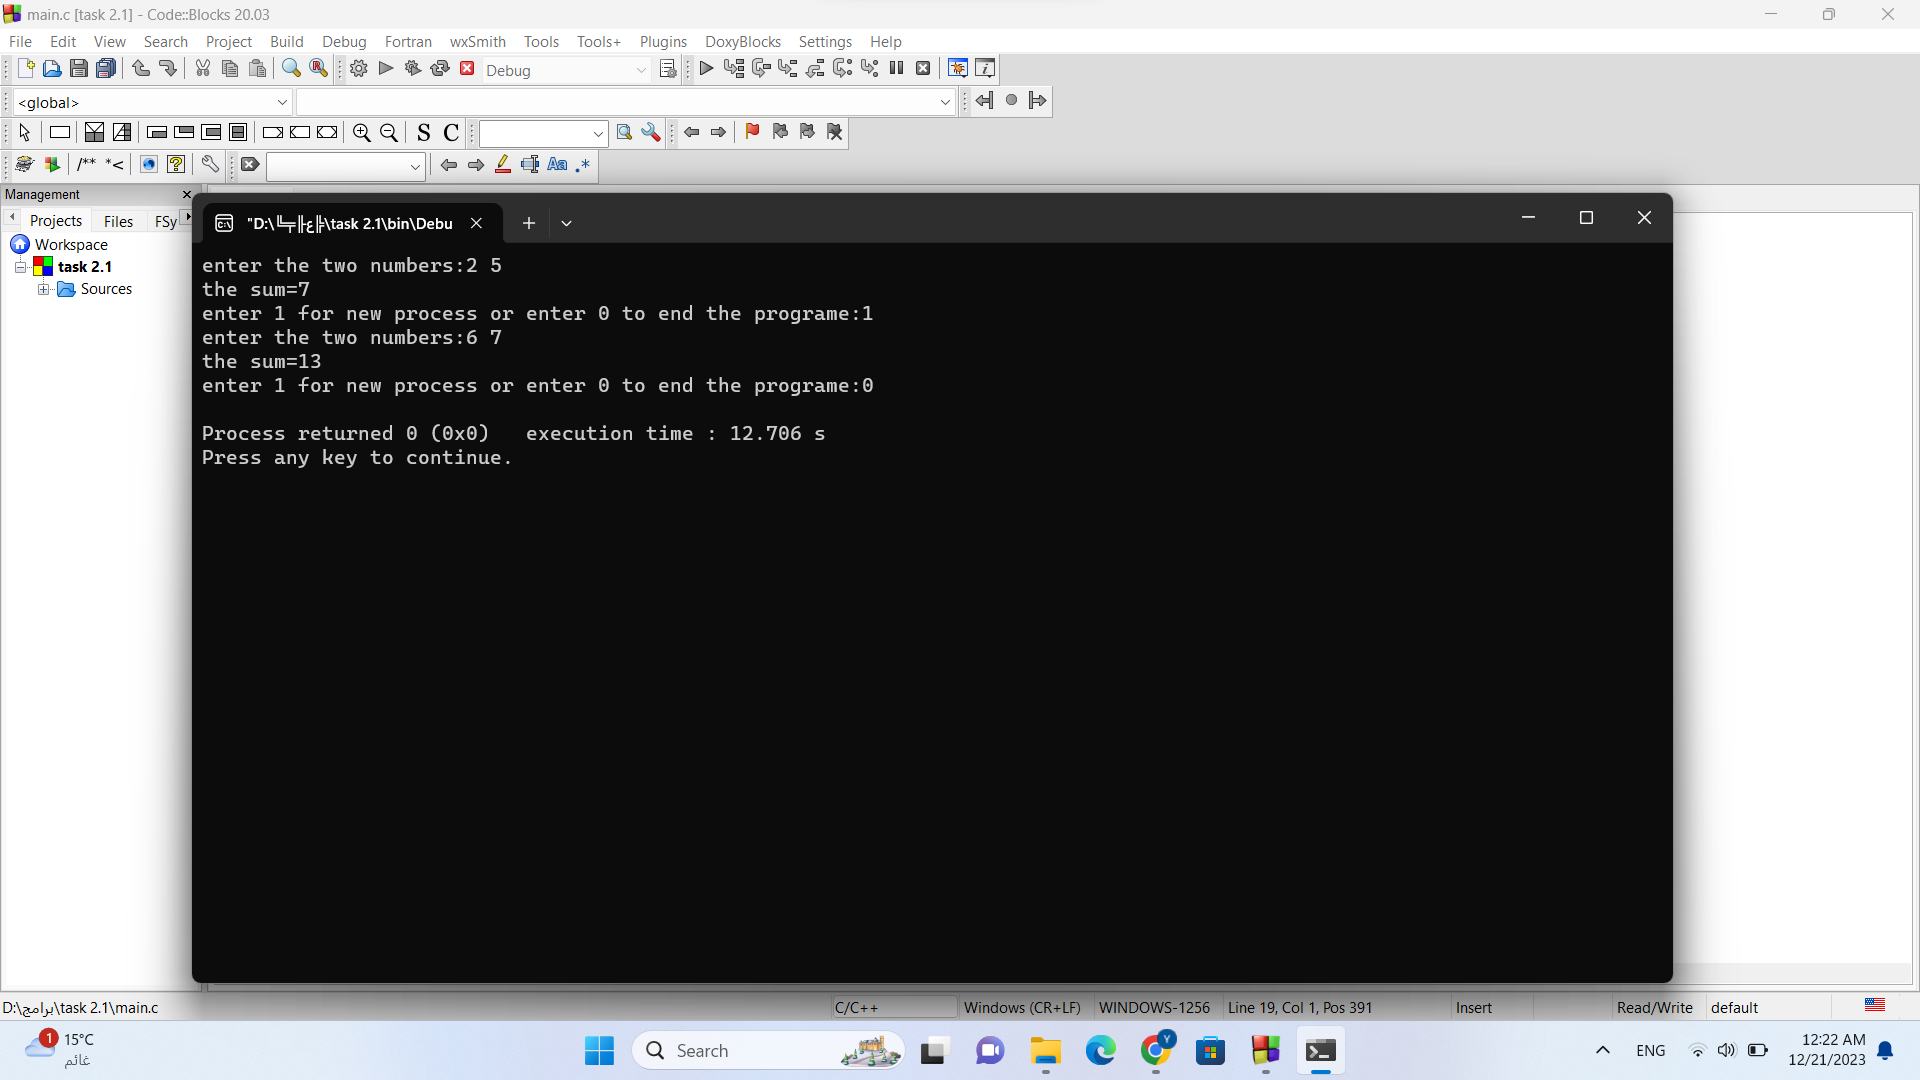 main.c [task 2.1] - Code::Blocks 20.03
File Edit View Search Project Build Debug Fortran wxSmith Tools Tools+ Plugins DoxyBlocks Settings Help
Debug
<global>
S C
/** *<
Aa .*
Management
Projects Files FSy
Workspace
task 2.1
Sources
"D:\╚╤╟ع╠\task 2.1\bin\Debu
enter the two numbers:2 5
the sum=7
enter 1 for new process or enter 0 to end the programe:1
enter the two numbers:6 7
the sum=13
enter 1 for new process or enter 0 to end the programe:0
Process returned 0 (0x0)   execution time : 12.706 s
Press any key to continue.
D:\برامج\task 2.1\main.c C/C++ Windows (CR+LF) WINDOWS-1256 Line 19, Col 1, Pos 391 Insert Read/Write default
1 15°C
غائم
Search
Y
ENG
12:22 AM
12/21/2023